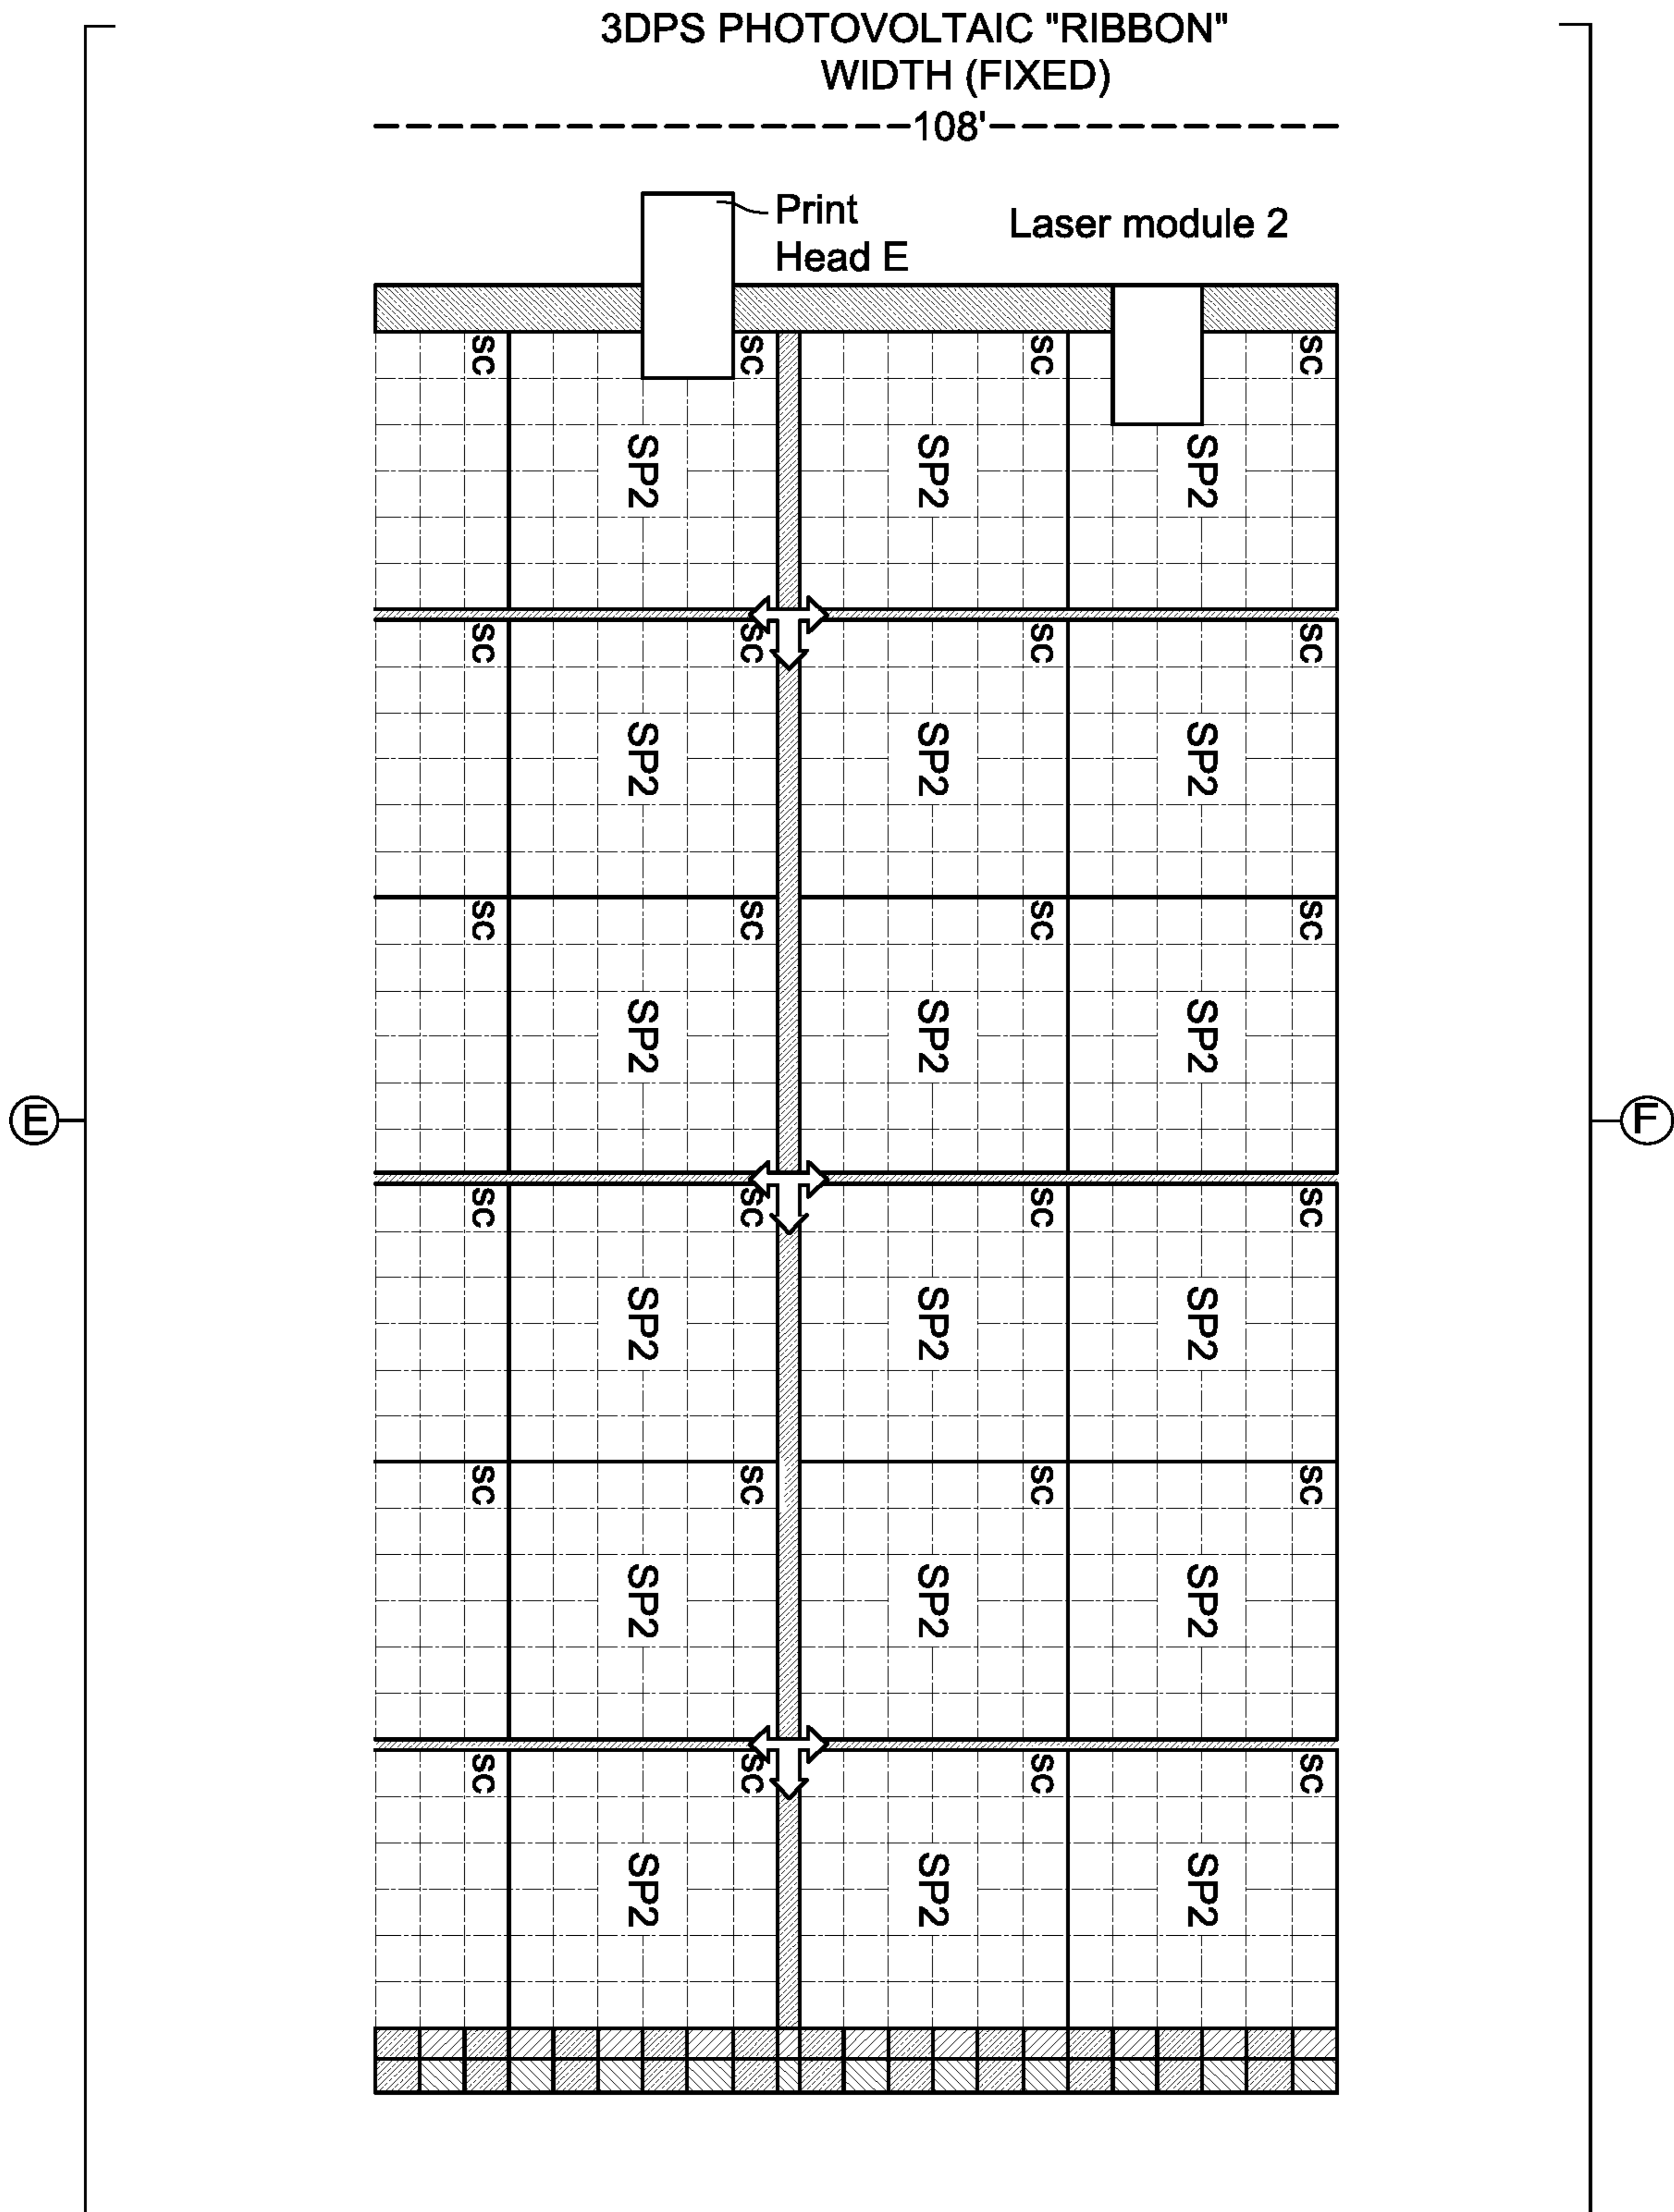 3DPS PHOTOVOLTAIC "RIBBON"
WIDTH (FIXED)
108'
Print
Head E
Laser module 2
sc sc sc sc
SP2 SP2 SP2
sc sc sc sc
SP2 SP2 SP2
sc sc sc sc
SP2 SP2 SP2
E F
sc sc sc sc
SP2 SP2 SP2
sc sc sc sc
SP2 SP2 SP2
sc sc sc sc
SP2 SP2 SP2